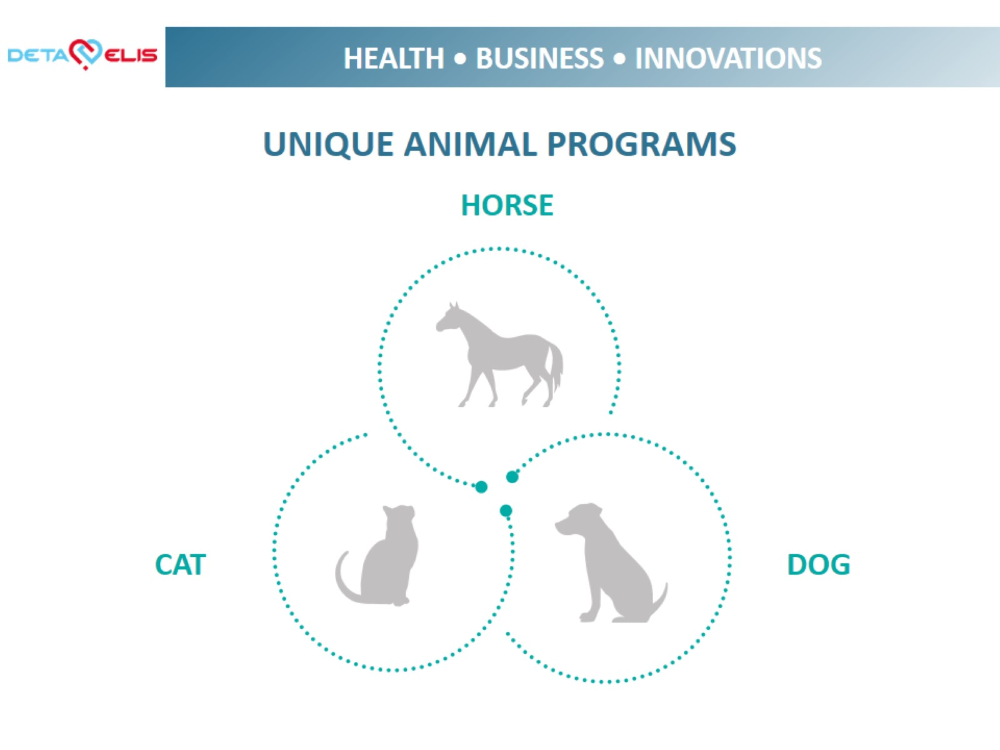 DETA ELIS
HEALTH • BUSINESS • INNOVATIONS
UNIQUE ANIMAL PROGRAMS
HORSE
CAT
DOG